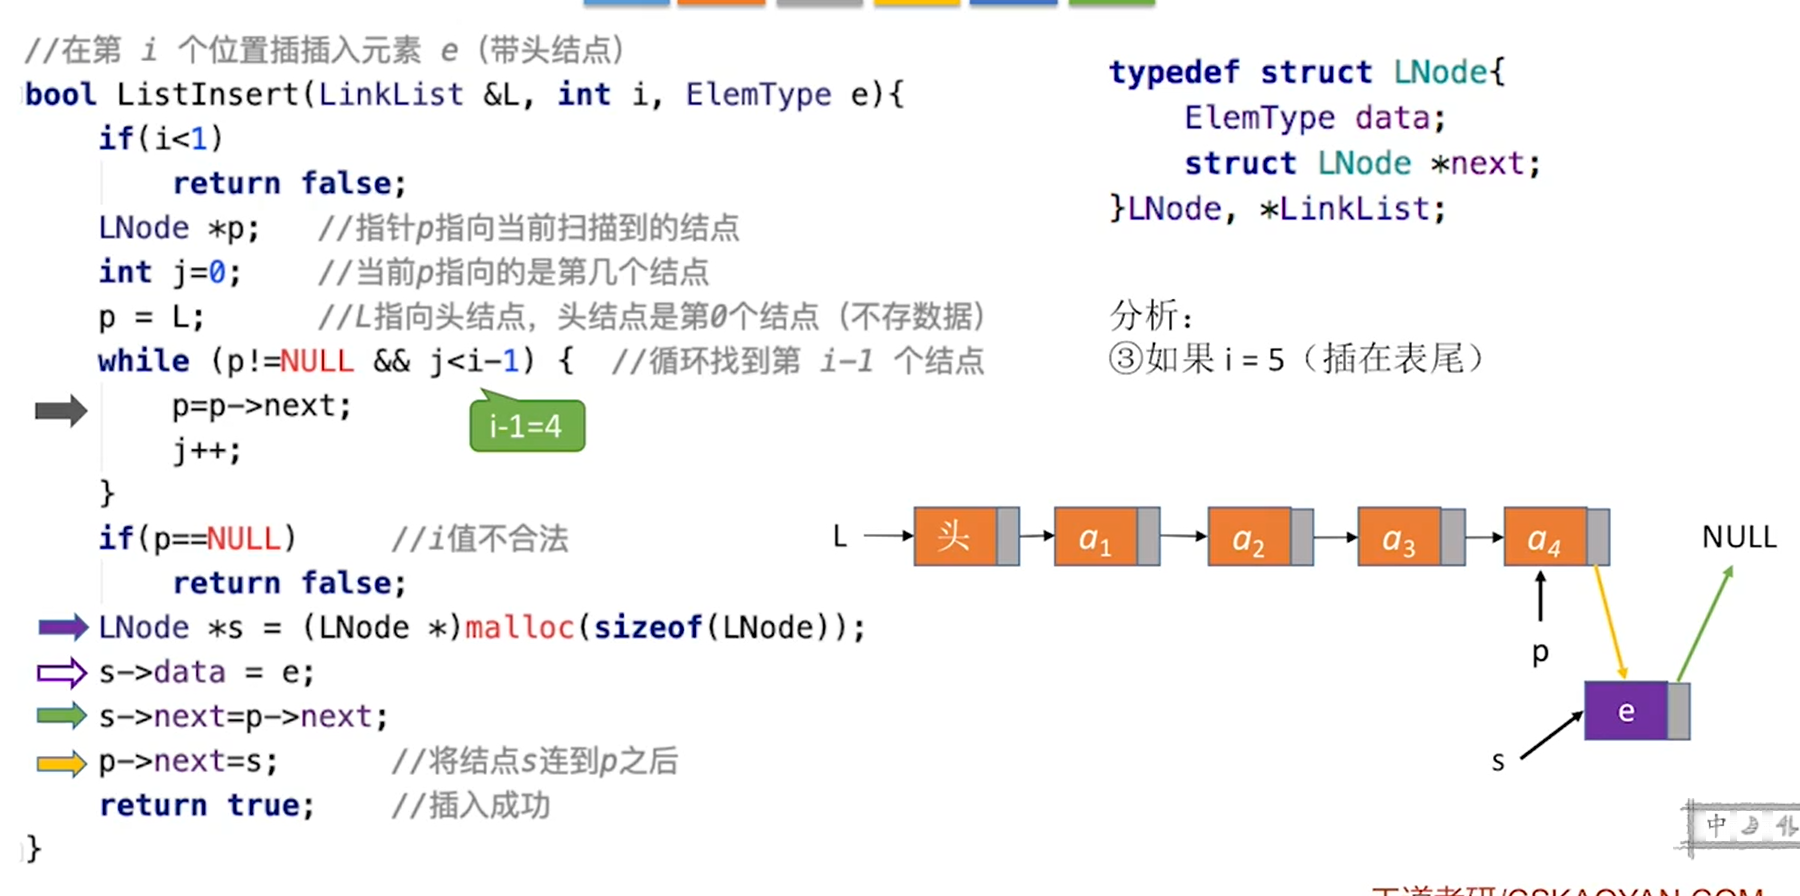 //在第 i 个位置插插入元素 e（带头结点）
bool ListInsert(LinkList &L, int i, ElemType e){
if(i<1)
return false;
LNode *p; //指针p指向当前扫描到的结点
int j=0; //当前p指向的是第几个结点
p = L; //L指向头结点，头结点是第0个结点（不存数据）
while (p!=NULL && j<i-1) { //循环找到第 i-1 个结点
p=p->next;
i-1=4
j++;
}
if(p==NULL) //i值不合法
return false;
LNode *s = (LNode *)malloc(sizeof(LNode));
s->data = e;
s->next=p->next;
p->next=s; //将结点s连到p之后
return true; //插入成功
}
typedef struct LNode{
ElemType data;
struct LNode *next;
}LNode, *LinkList;
分析：
③如果 i = 5（插在表尾）
L 头 a1 a2 a3 a4 NULL
p
e
s
中
王道考研/CSKAOYAN.COM